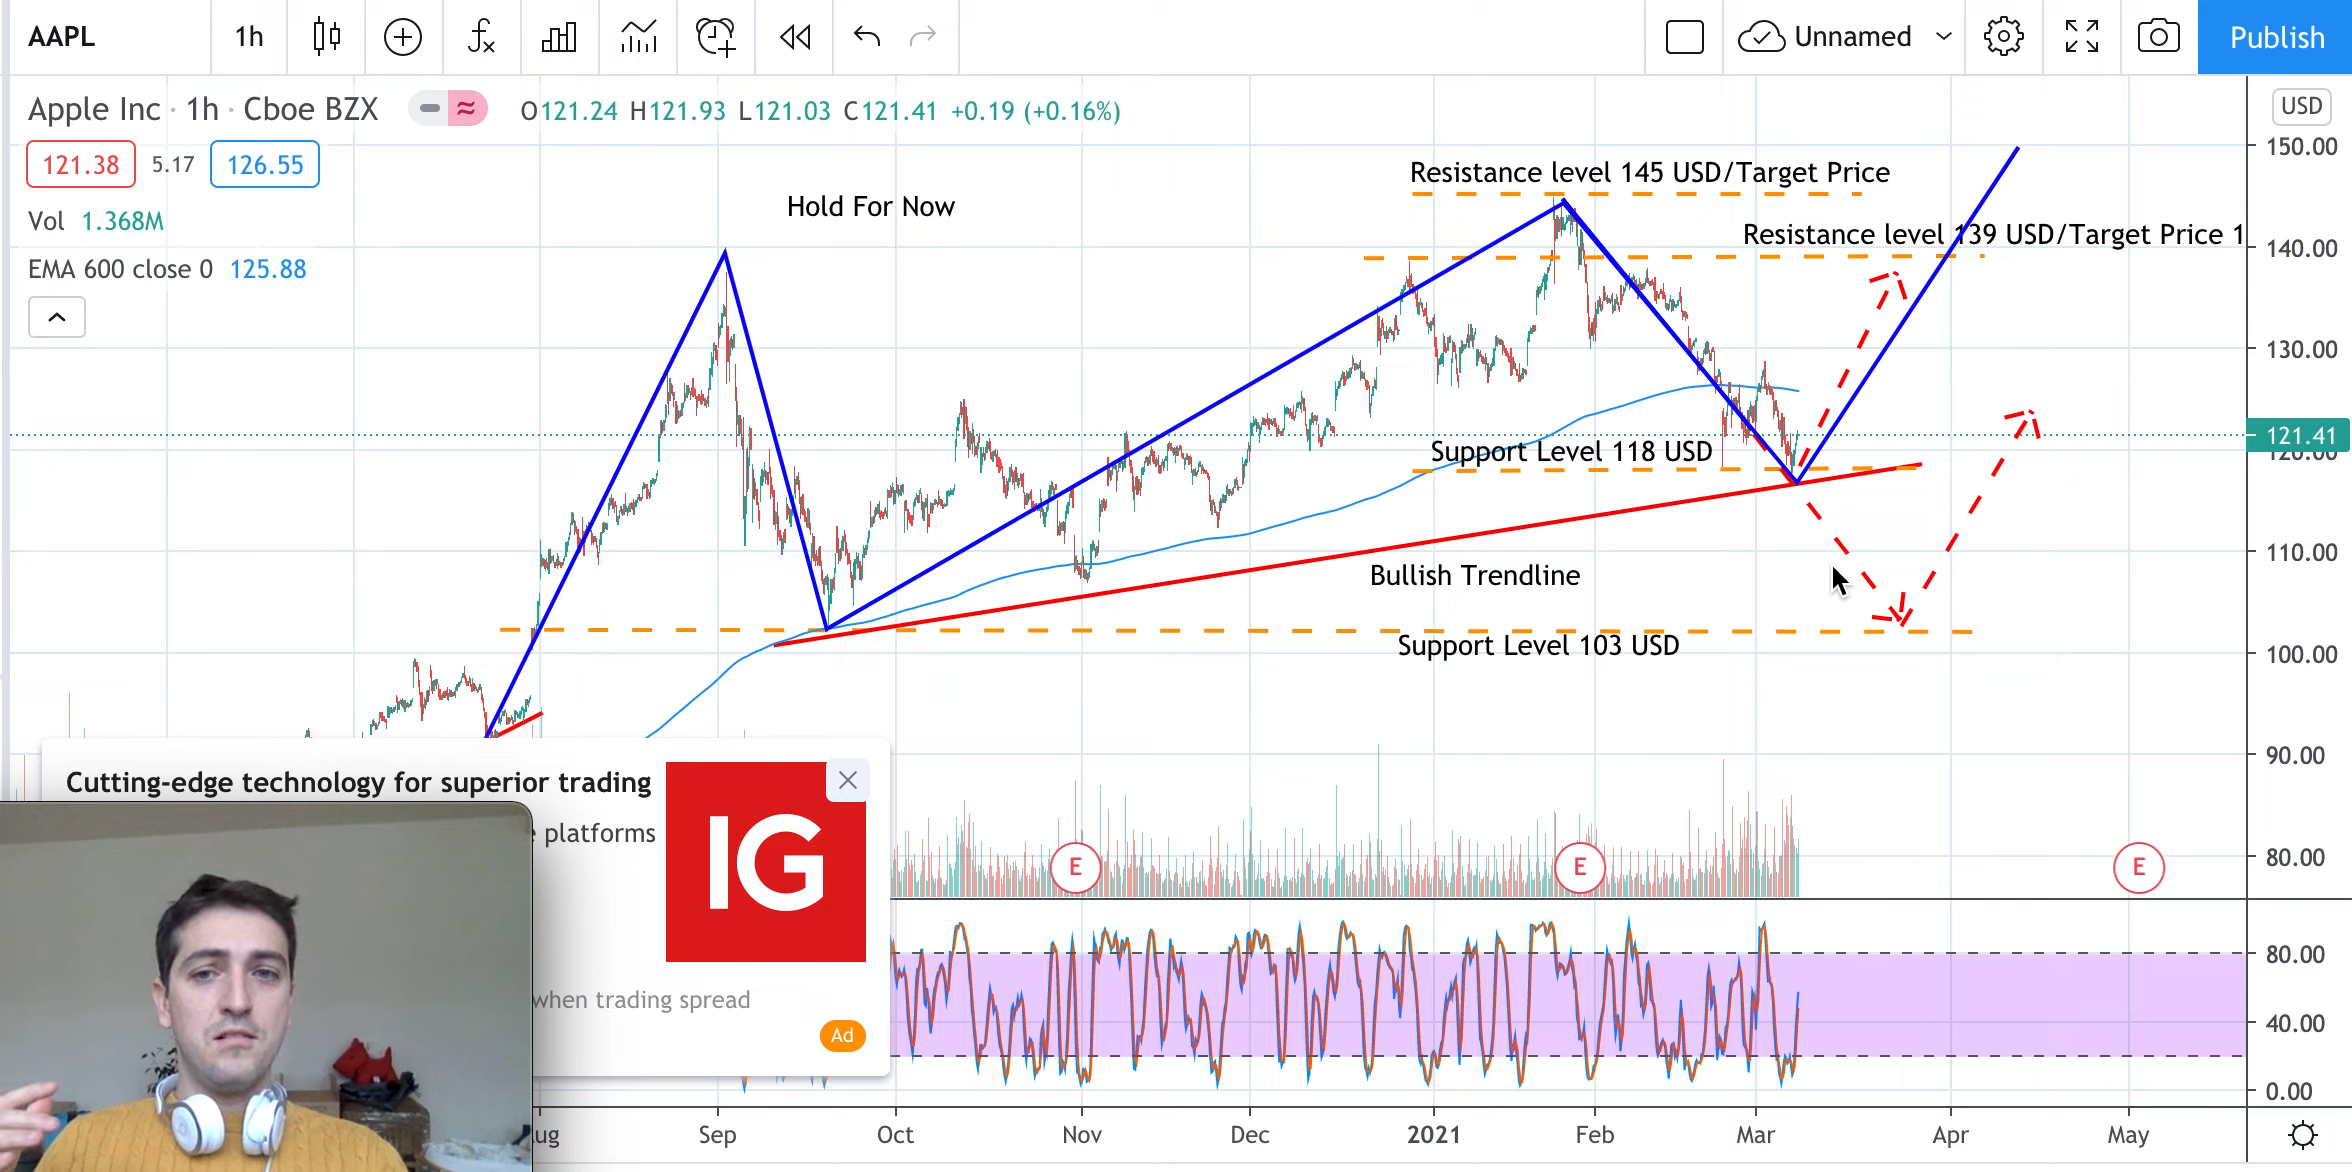 AAPL 1h Unnamed Publish
Apple Inc · 1h · Cboe BZX O121.24 H121.93 L121.03 C121.41 +0.19 (+0.16%) USD
121.38 5.17 126.55
Vol 1.368M
EMA 600 close 0 125.88
Hold For Now
Resistance level 145 USD/Target Price
Resistance level 139 USD/Target Price 1
Support Level 118 USD
Bullish Trendline
Support Level 103 USD
150.00
140.00
130.00
121.41
120.00
110.00
100.00
90.00
80.00
Cutting-edge technology for superior trading
platforms
IG
when trading spread
Ad
E E E
80.00
40.00
0.00
ug Sep Oct Nov Dec 2021 Feb Mar Apr May